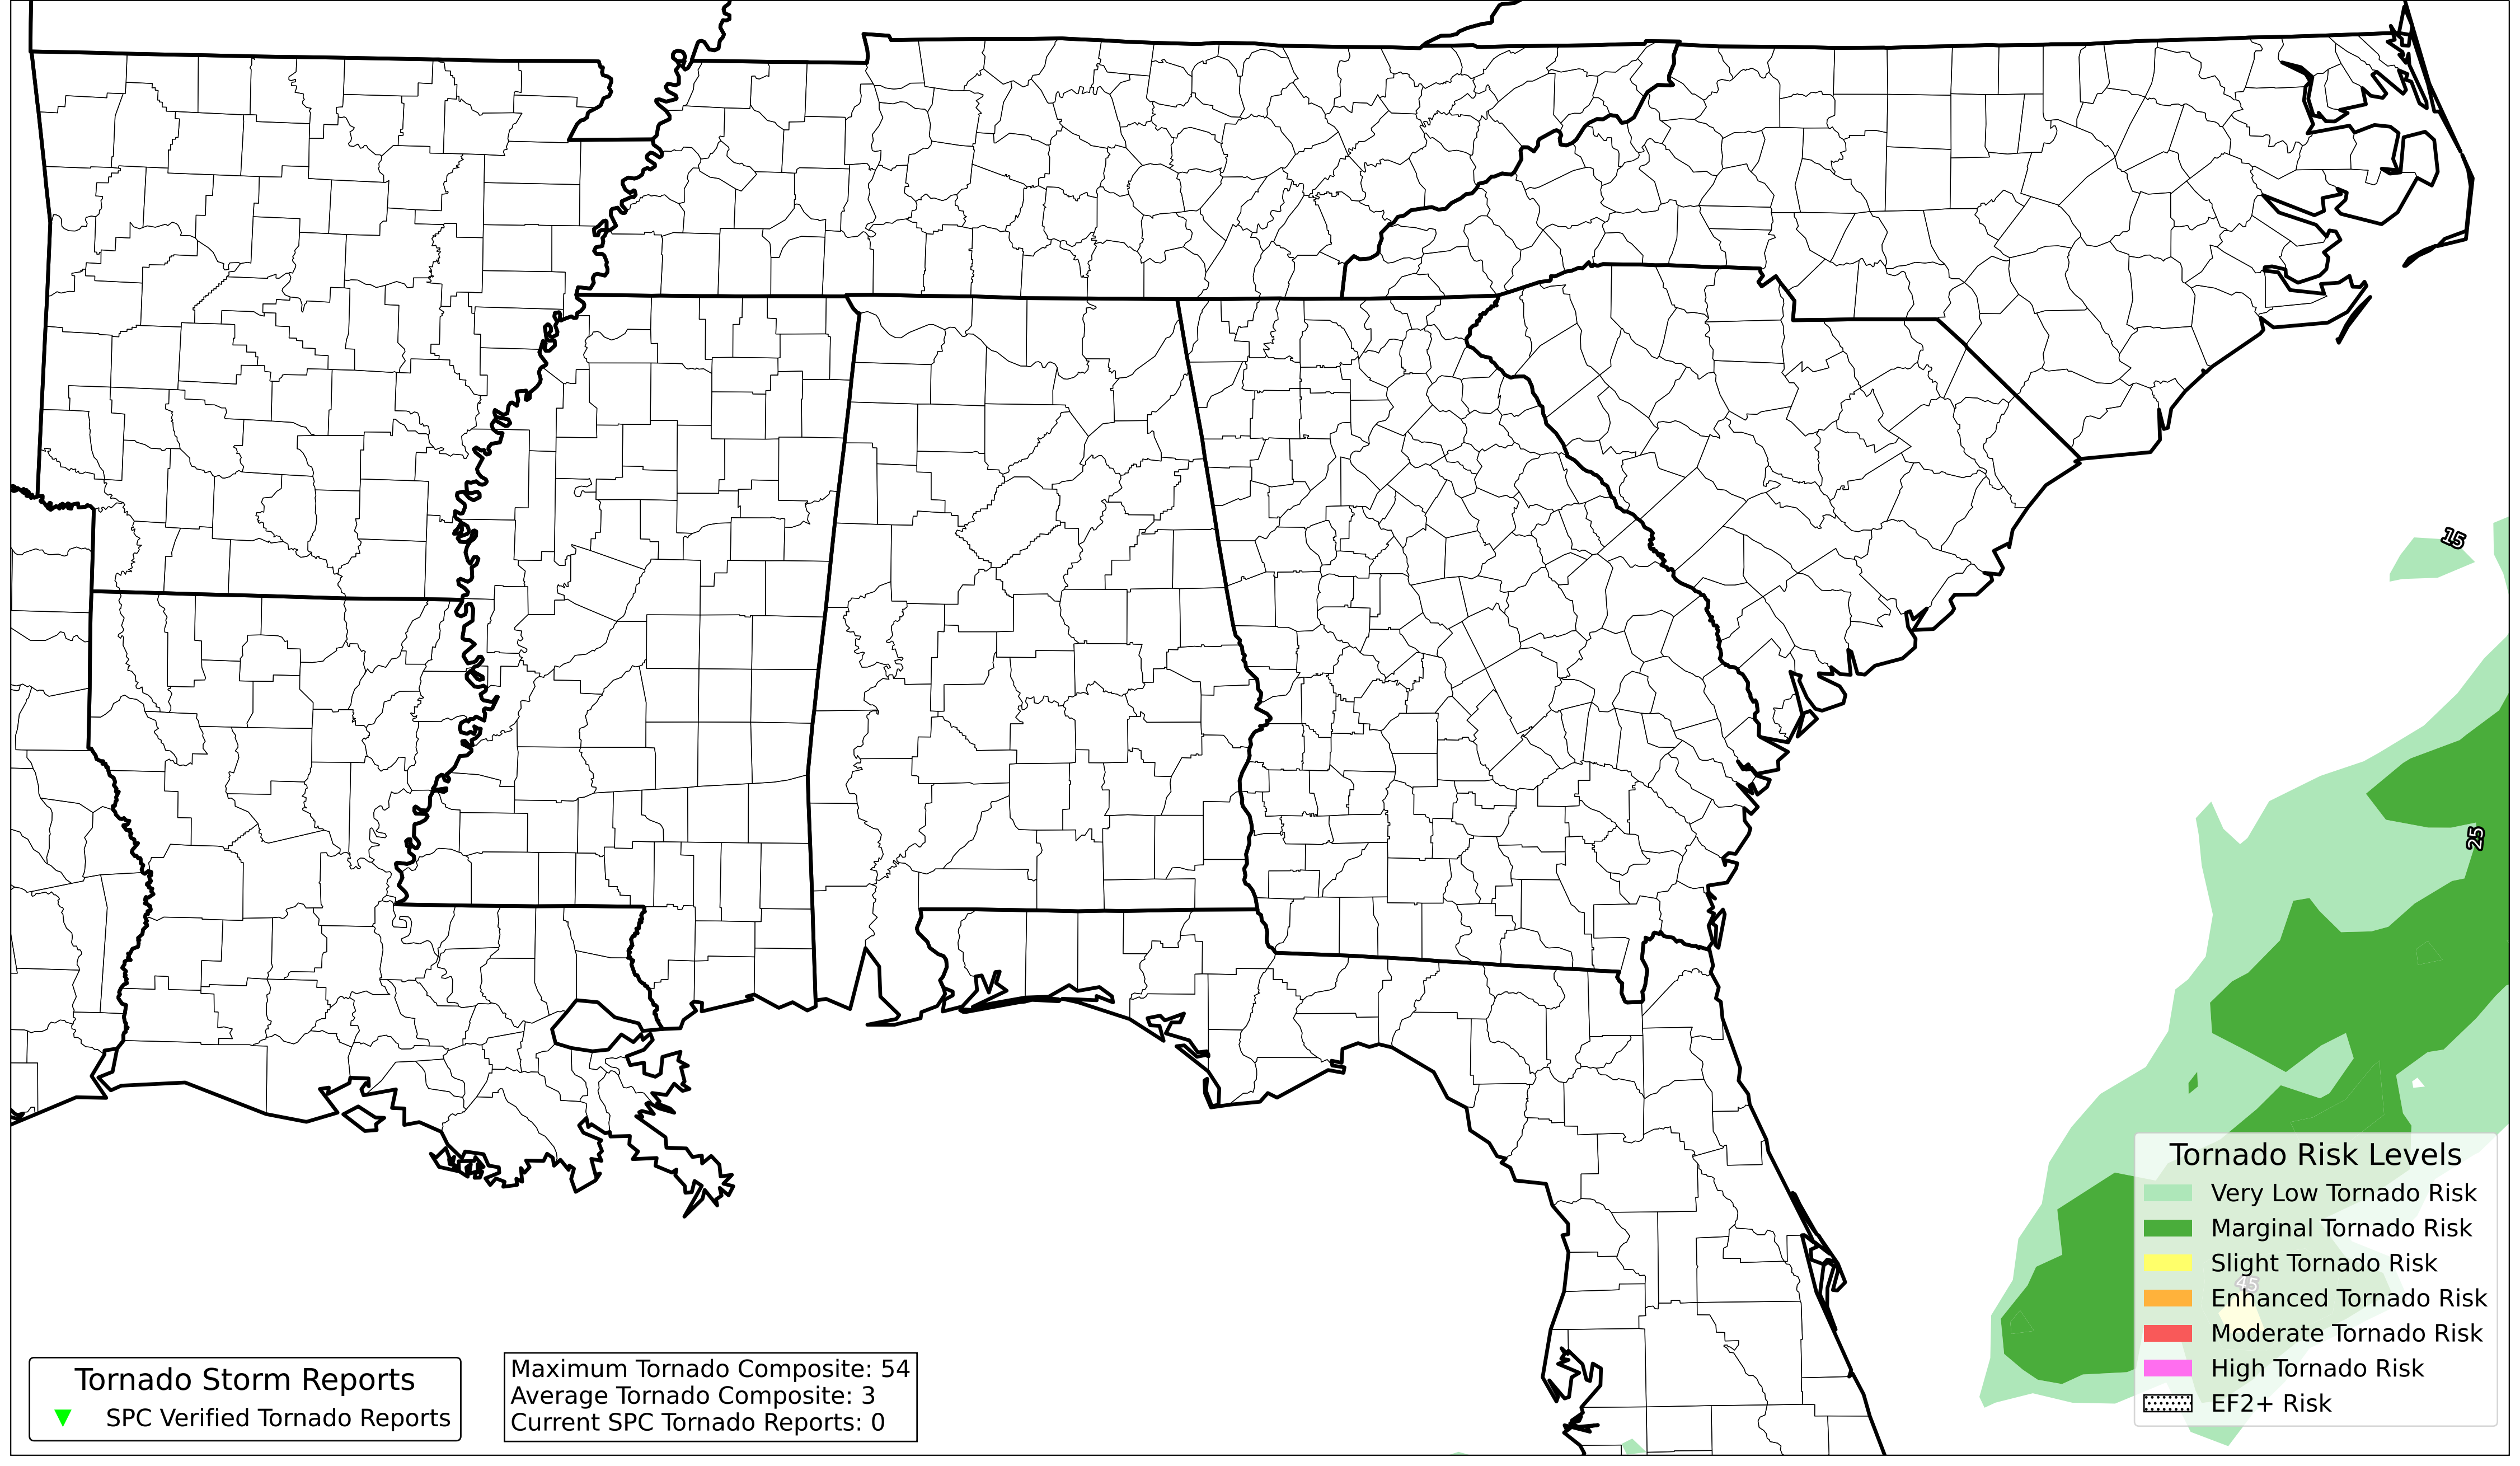 15
25
Tornado Risk Levels
Very Low Tornado Risk
Marginal Tornado Risk
Slight Tornado Risk
45
Enhanced Tornado Risk
Moderate Tornado Risk
High Tornado Risk
EF2+ Risk
Tornado Storm Reports
SPC Verified Tornado Reports
Maximum Tornado Composite: 54
Average Tornado Composite: 3
Current SPC Tornado Reports: 0